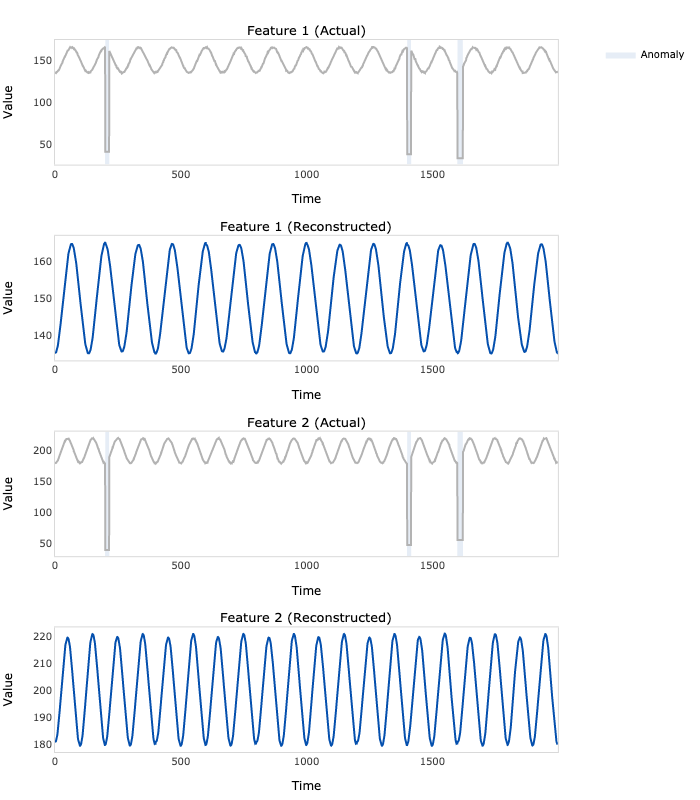 Feature 1 (Actual)
Anomaly
150
100
50
Value
0 500 1000 1500
Time
Feature 1 (Reconstructed)
160
150
140
Value
0 500 1000 1500
Time
Feature 2 (Actual)
200
150
100
50
Value
0 500 1000 1500
Time
Feature 2 (Reconstructed)
220
210
200
190
180
Value
0 500 1000 1500
Time